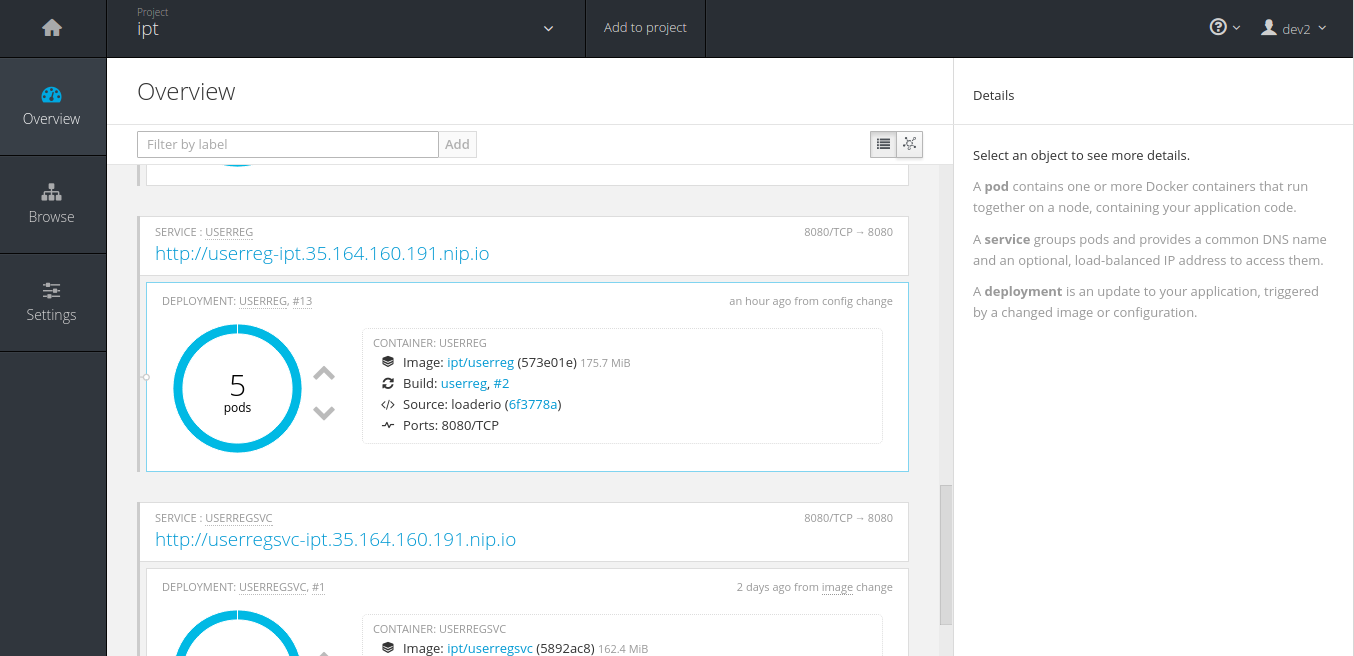 Project
ipt
Add to project
dev2
Overview
Browse
Settings
Overview
Filter by label
Add
SERVICE : USERREG
8080/TCP → 8080
http://userreg-ipt.35.164.160.191.nip.io
DEPLOYMENT: USERREG, #13
an hour ago from config change
5
pods
CONTAINER: USERREG
Image: ipt/userreg (573e01e) 175.7 MiB
Build: userreg, #2
Source: loaderio (6f3778a)
Ports: 8080/TCP
SERVICE : USERREGSVC
8080/TCP → 8080
http://userregsvc-ipt.35.164.160.191.nip.io
DEPLOYMENT: USERREGSVC, #1
2 days ago from image change
CONTAINER: USERREGSVC
Image: ipt/userregsvc (5892ac8) 162.4 MiB
Details
Select an object to see more details.
A pod contains one or more Docker containers that run
together on a node, containing your application code.
A service groups pods and provides a common DNS name
and an optional, load-balanced IP address to access them.
A deployment is an update to your application, triggered
by a changed image or configuration.